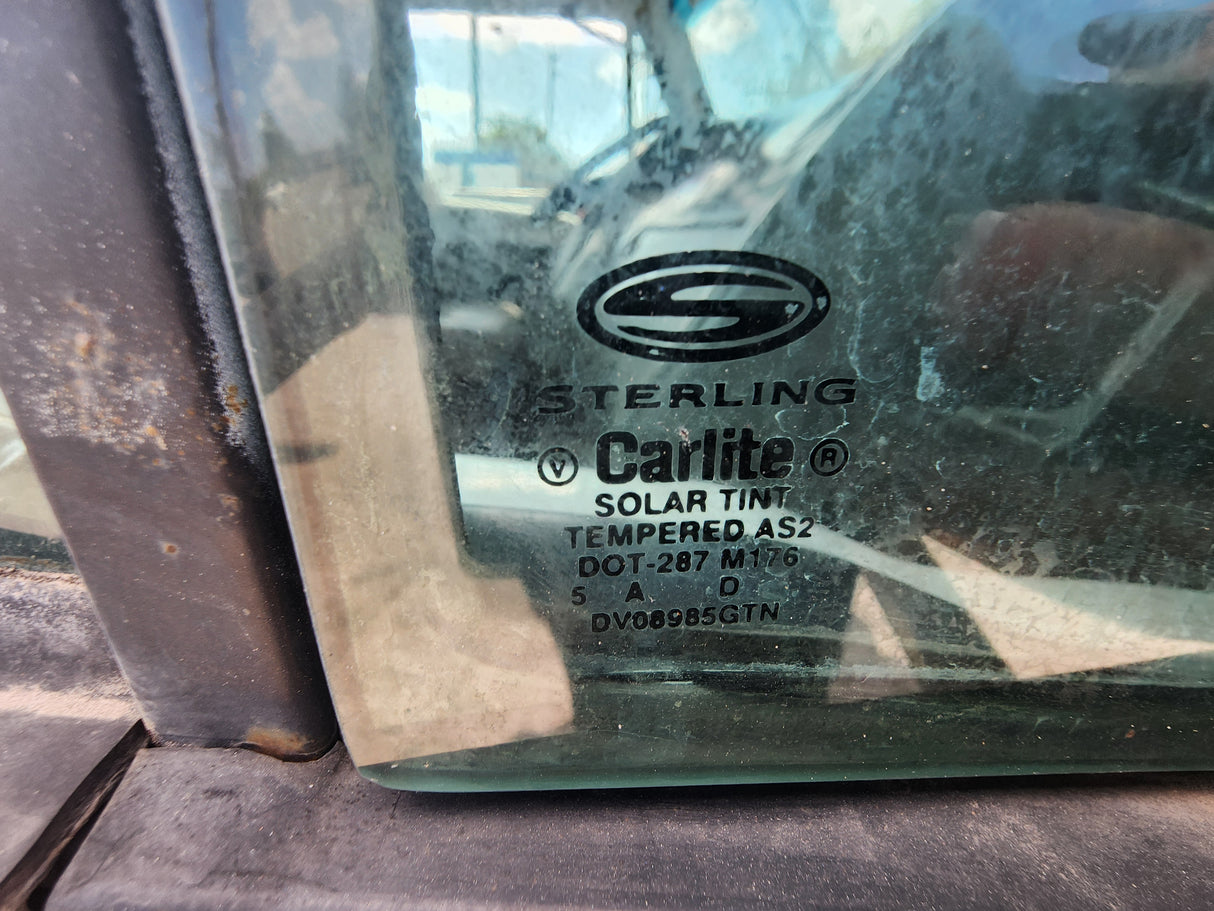 S
STERLING
V Carlite R
SOLAR TINT
TEMPERED AS2
DOT-287 M176
5 A D
DV08985GTN